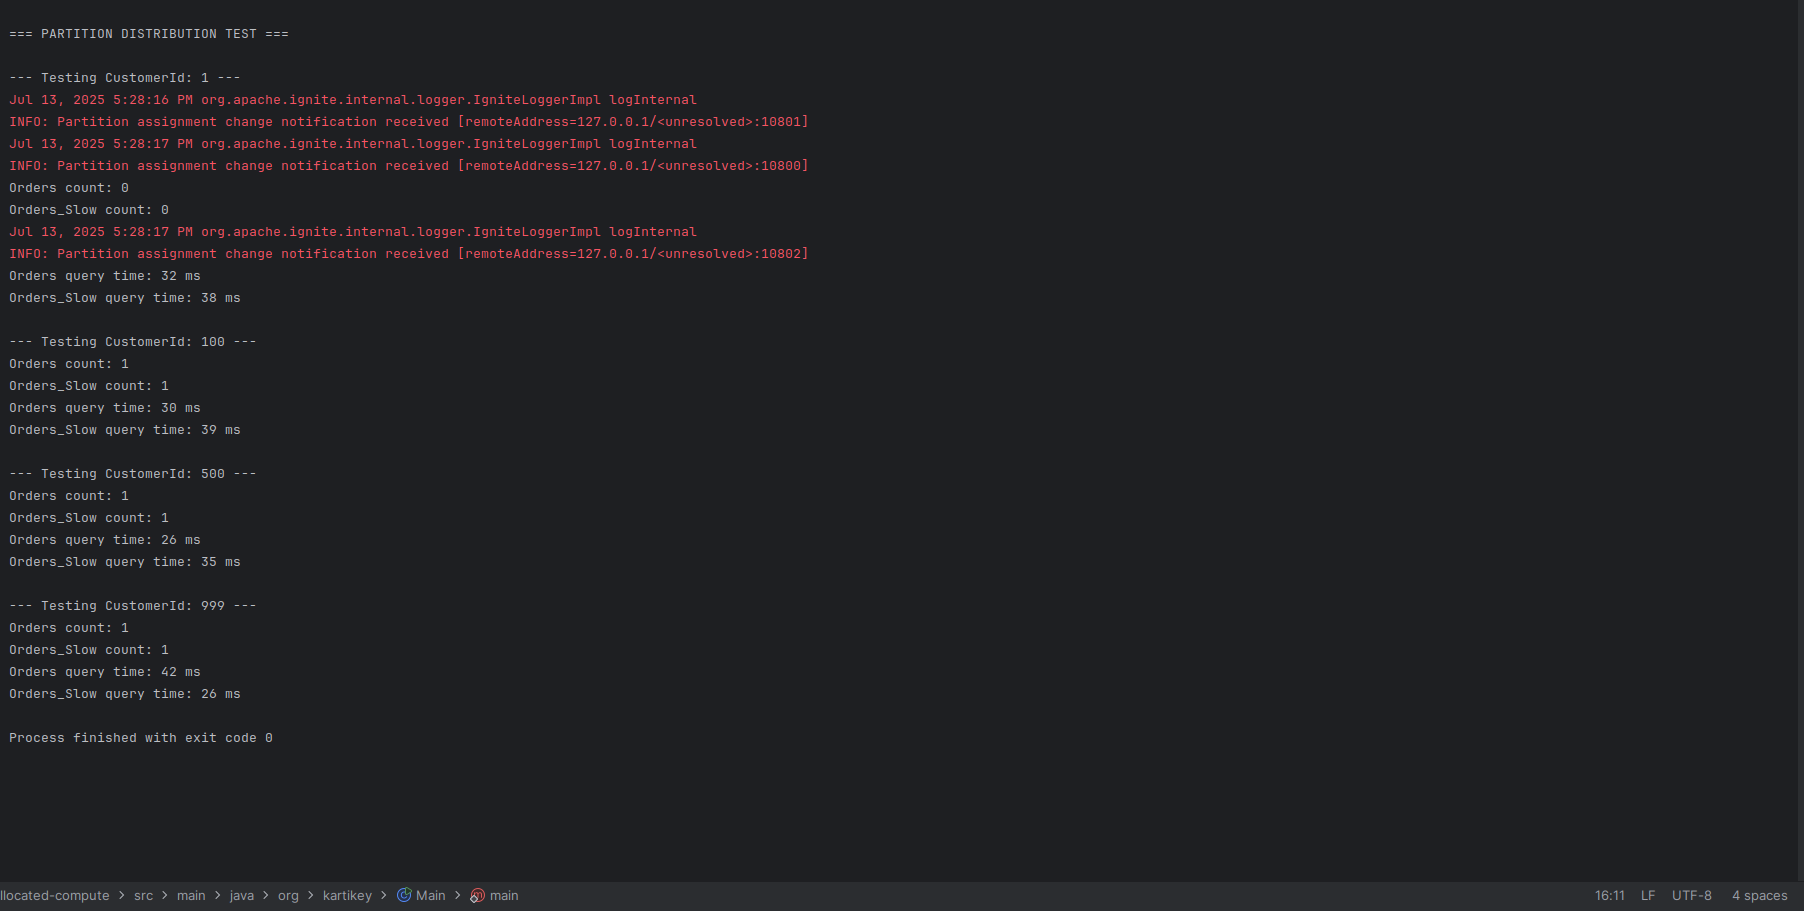 === PARTITION DISTRIBUTION TEST ===
--- Testing CustomerId: 1 ---
Jul 13, 2025 5:28:16 PM org.apache.ignite.internal.logger.IgniteLoggerImpl logInternal
INFO: Partition assignment change notification received [remoteAddress=127.0.0.1/<unresolved>:10801]
Jul 13, 2025 5:28:17 PM org.apache.ignite.internal.logger.IgniteLoggerImpl logInternal
INFO: Partition assignment change notification received [remoteAddress=127.0.0.1/<unresolved>:10800]
Orders count: 0
Orders_Slow count: 0
Jul 13, 2025 5:28:17 PM org.apache.ignite.internal.logger.IgniteLoggerImpl logInternal
INFO: Partition assignment change notification received [remoteAddress=127.0.0.1/<unresolved>:10802]
Orders query time: 32 ms
Orders_Slow query time: 38 ms
--- Testing CustomerId: 100 ---
Orders count: 1
Orders_Slow count: 1
Orders query time: 30 ms
Orders_Slow query time: 39 ms
--- Testing CustomerId: 500 ---
Orders count: 1
Orders_Slow count: 1
Orders query time: 26 ms
Orders_Slow query time: 35 ms
--- Testing CustomerId: 999 ---
Orders count: 1
Orders_Slow count: 1
Orders query time: 42 ms
Orders_Slow query time: 26 ms
Process finished with exit code 0
llocated-compute > src > main > java > org > kartikey > Main > main 16:11 LF UTF-8 4 spaces